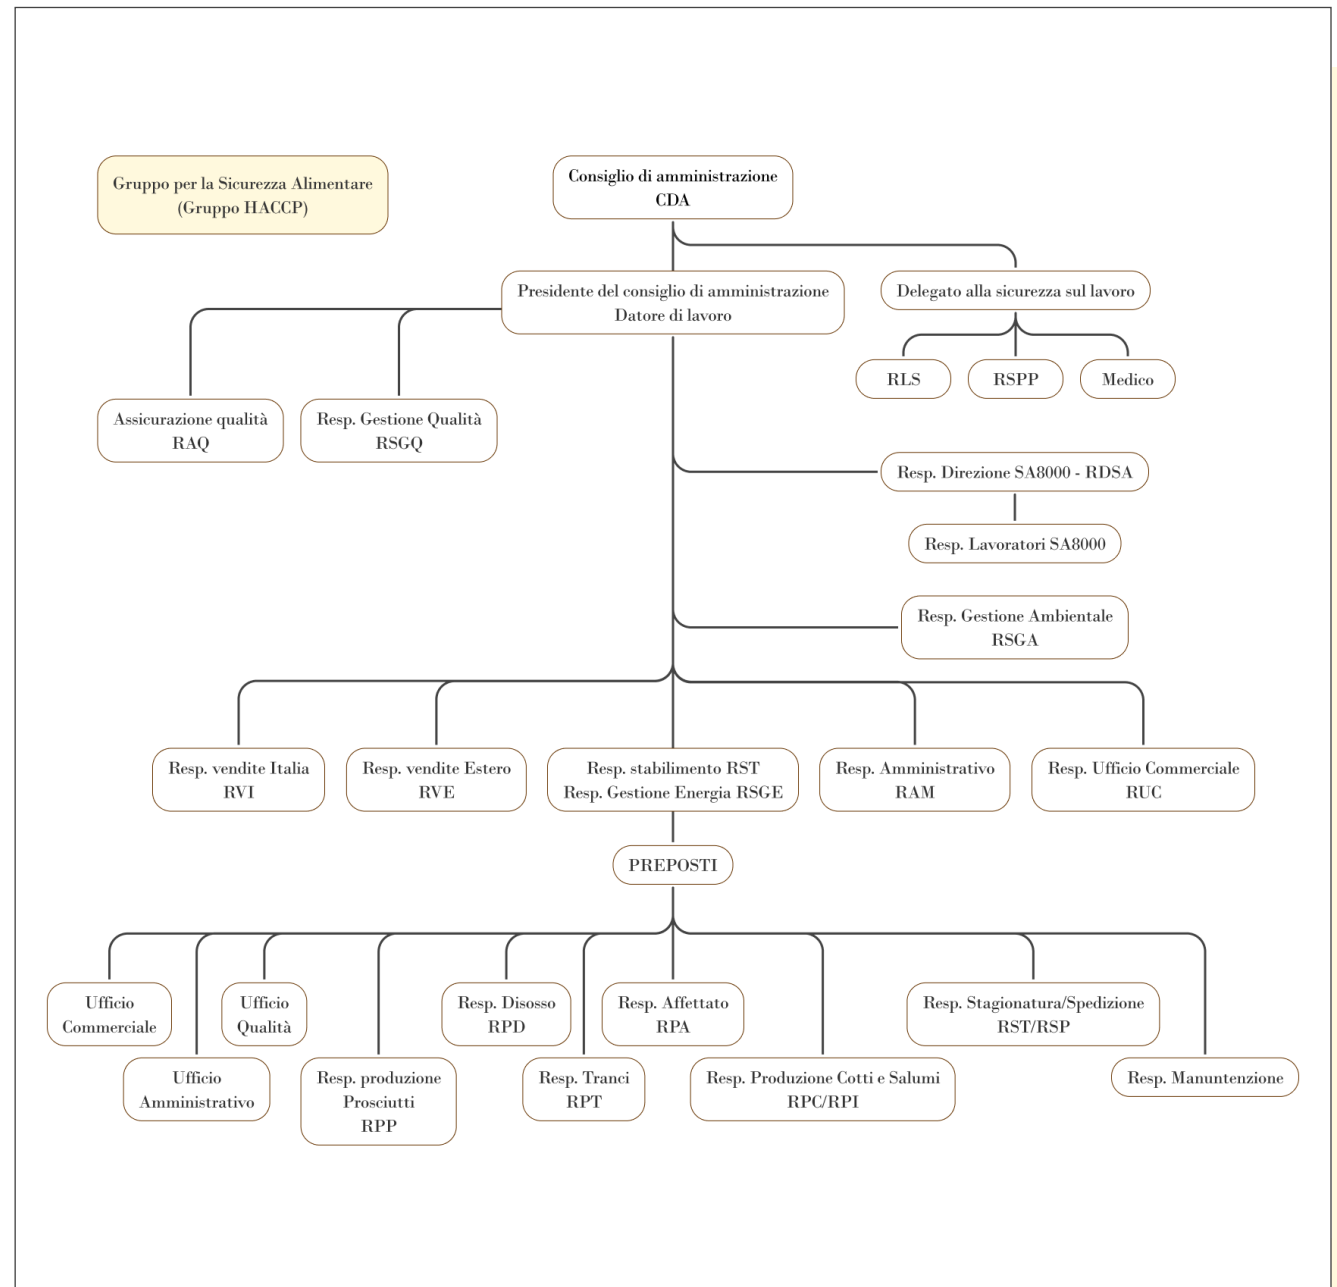 Gruppo per la Sicurezza Alimentare
(Gruppo HACCP)
Consiglio di amministrazione
CDA
Presidente del consiglio di amministrazione
Datore di lavoro
Delegato alla sicurezza sul lavoro
RLS
RSPP
Medico
Assicurazione qualità
RAQ
Resp. Gestione Qualità
RSGQ
Resp. Direzione SA8000 - RDSA
Resp. Lavoratori SA8000
Resp. Gestione Ambientale
RSGA
Resp. vendite Italia
RVI
Resp. vendite Estero
RVE
Resp. stabilimento RST
Resp. Gestione Energia RSGE
Resp. Amministrativo
RAM
Resp. Ufficio Commerciale
RUC
PREPOSTI
Ufficio
Commerciale
Ufficio
Amministrativo
Ufficio
Qualità
Resp. produzione
Prosciutti
RPP
Resp. Disosso
RPD
Resp. Tranci
RPT
Resp. Affettato
RPA
Resp. Produzione Cotti e Salumi
RPC/RPI
Resp. Stagionatura/Spedizione
RST/RSP
Resp. Manuntenzione